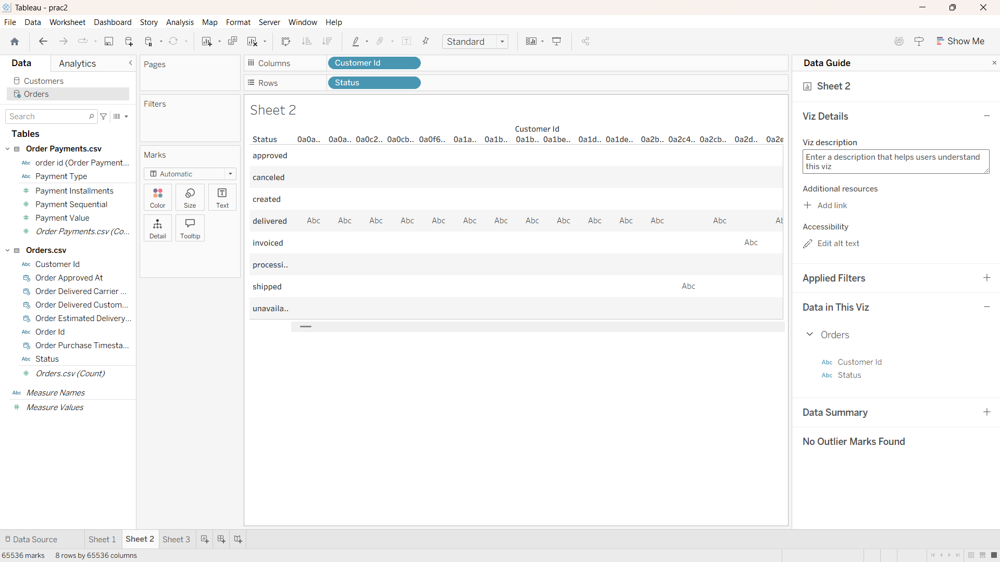 Tableau - prac2
File Data Worksheet Dashboard Story Analysis Map Format Server Window Help
Standard
Show Me
Data Analytics
Customers
Orders
Search
Tables
Order Payments.csv
Abc order id (Order Payment...
Abc Payment Type
# Payment Installments
# Payment Sequential
# Payment Value
# Order Payments.csv (Co...
Orders.csv
Abc Customer Id
Order Approved At
Order Delivered Carrier ...
Order Delivered Custom...
Order Estimated Delivery...
Abc Order Id
Order Purchase Timesta...
Abc Status
# Orders.csv (Count)
Abc Measure Names
# Measure Values
Pages
Filters
Marks
Automatic
Color Size Text
Detail Tooltip
Columns Customer Id
Rows Status
Sheet 2
Customer Id
Status 0a0a.. 0a0a.. 0a0c2.. 0a0cb.. 0a0f6.. 0a1a.. 0a1b.. 0a1b.. 0a1be.. 0a1d.. 0a1de.. 0a2b.. 0a2c4.. 0a2cb.. 0a2d.. 0a2e
approved
canceled
created
delivered Abc Abc Abc Abc Abc Abc Abc Abc Abc Abc Abc Abc Abc Ab
invoiced Abc
processi..
shipped Abc
unavaila..
Data Guide
Sheet 2
Viz Details
Viz description
Enter a description that helps users understand
this viz
Additional resources
Add link
Accessibility
Edit alt text
Applied Filters
Data in This Viz
Orders
Abc Customer Id
Abc Status
Data Summary
No Outlier Marks Found
Data Source Sheet 1 Sheet 2 Sheet 3
65536 marks 8 rows by 65536 columns